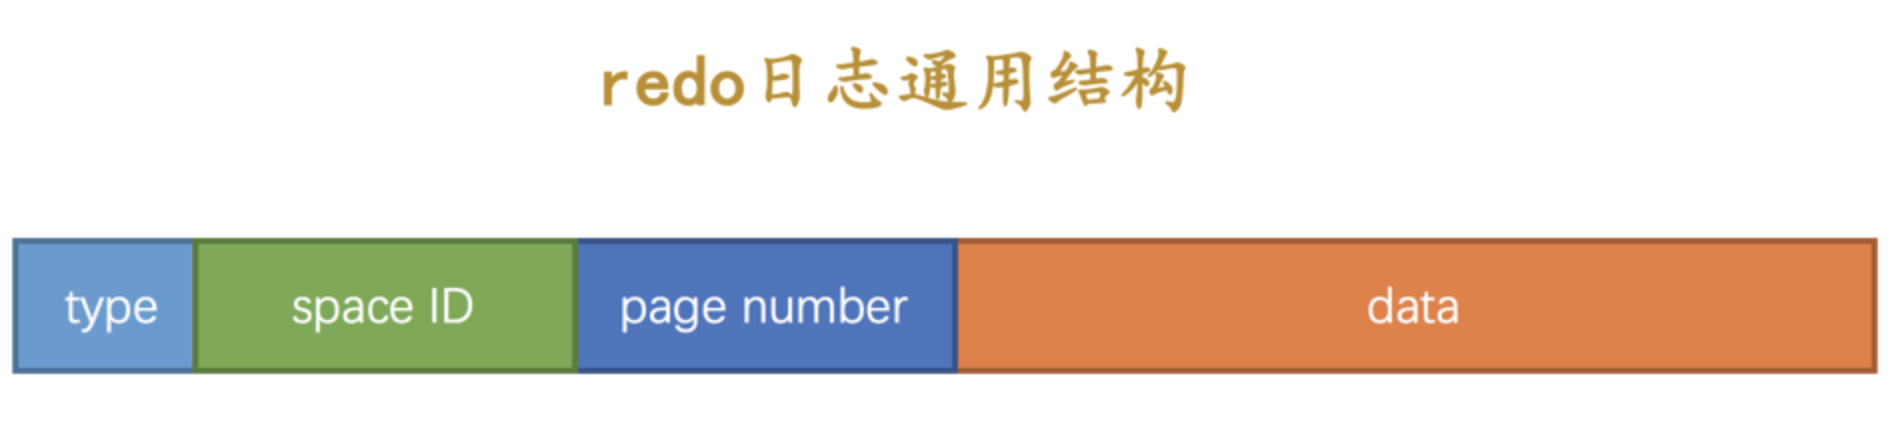 redo日志通用结构
type space ID page number data